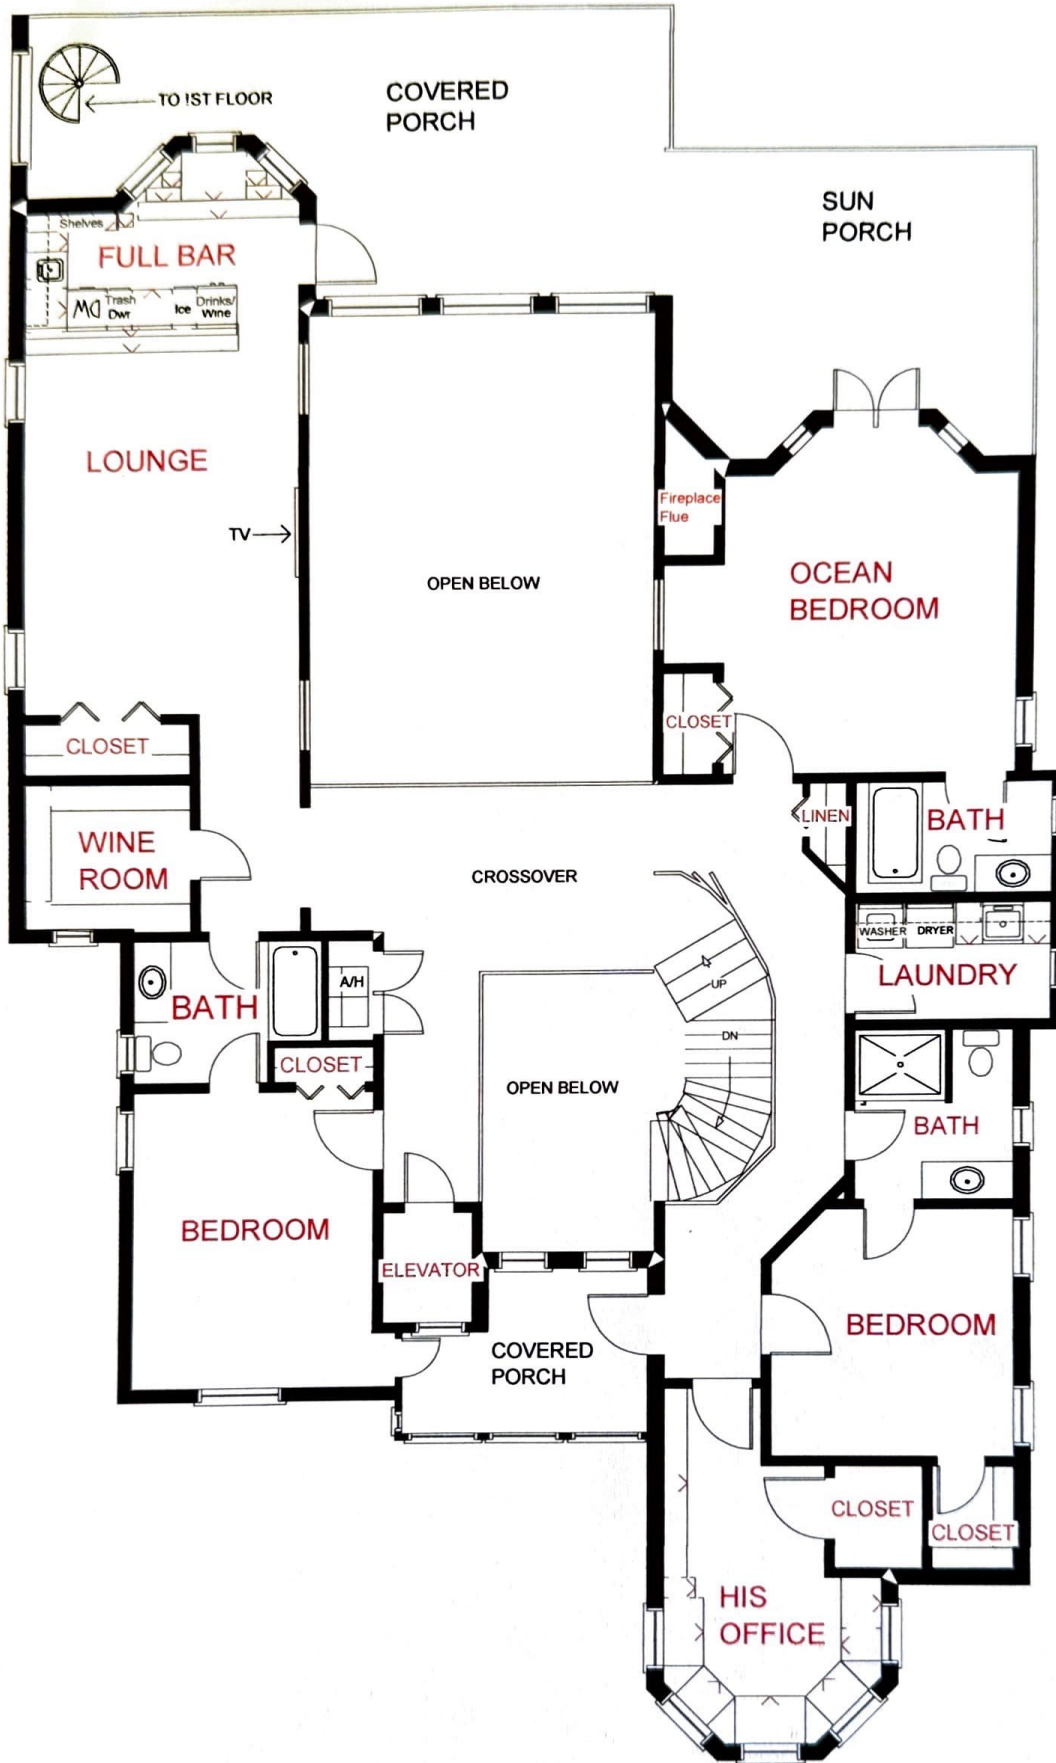 COVERED
PORCH
TO 1ST FLOOR
SUN
PORCH
Shelves
FULL BAR
DW
Trash
Dwr
Ice
Drinks/
Wine
LOUNGE
TV
Fireplace
Flue
OPEN BELOW
OCEAN
BEDROOM
CLOSET
CLOSET
WINE
ROOM
LINEN
BATH
CROSSOVER
WASHER
DRYER
LAUNDRY
A/H
UP
BATH
DN
CLOSET
OPEN BELOW
BATH
BEDROOM
ELEVATOR
COVERED
PORCH
BEDROOM
CLOSET
CLOSET
HIS
OFFICE